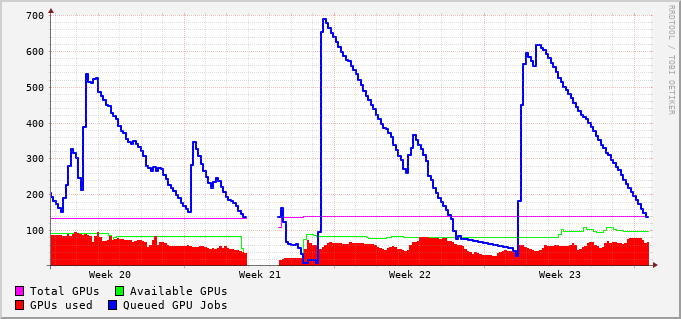 700
600
500
400
300
200
100
Week 20 Week 21 Week 22 Week 23
Total GPUs Available GPUs
GPUs used Queued GPU Jobs
RRDTOOL / TOBI OETIKER